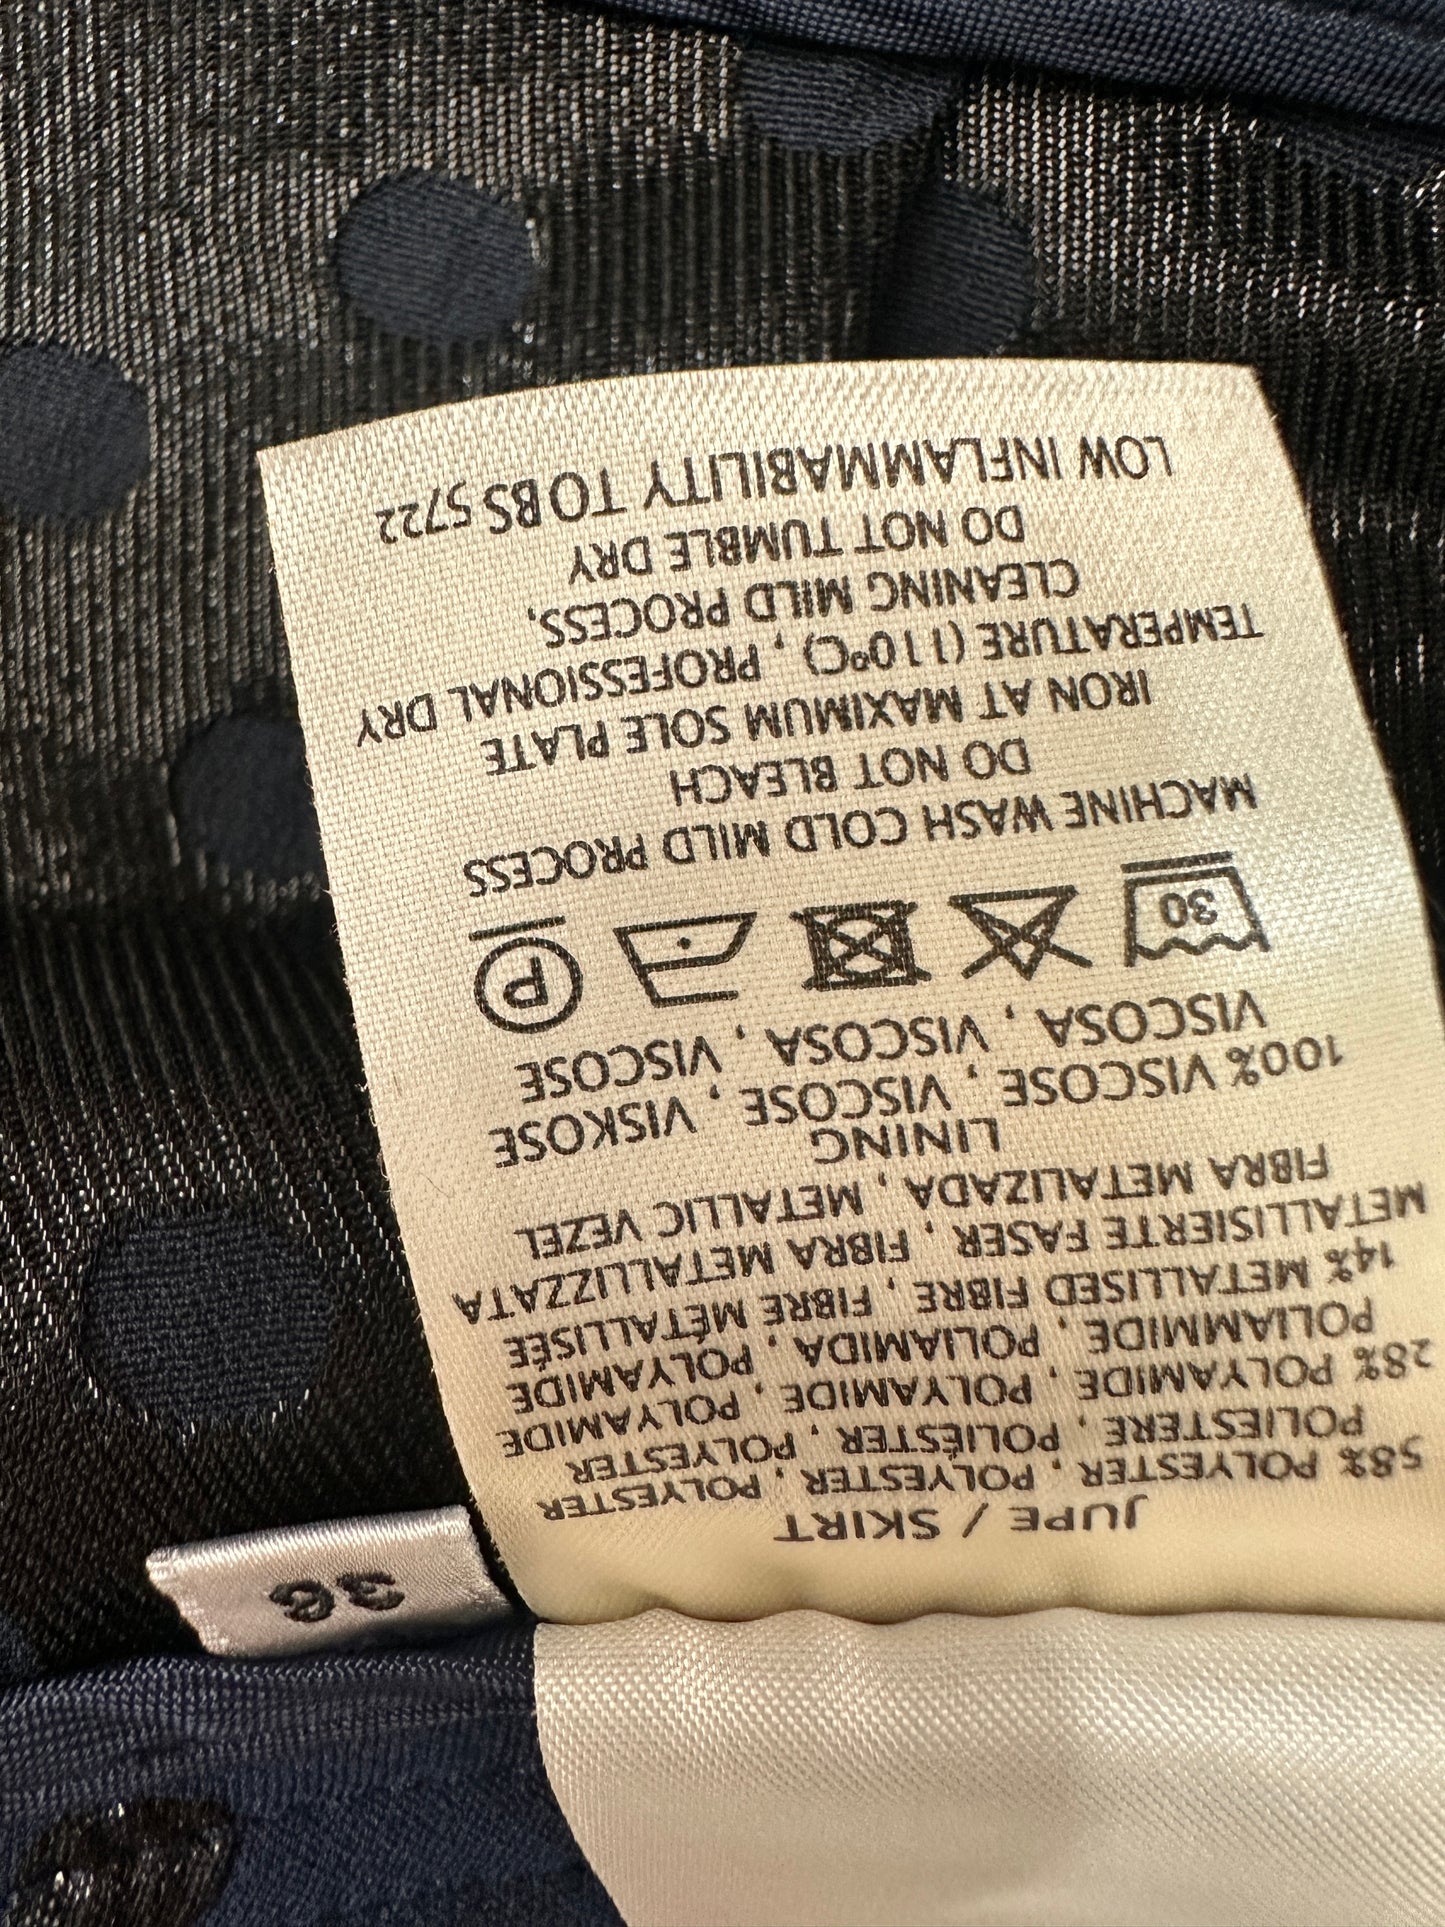 JUPE / SKIRT
58% POLYESTER , POLYESTER , POLYESTER
POLIESTERE , POLIÉSTER , POLYESTER
28% POLYAMIDE , POLYAMIDE , POLYAMIDE
POLIAMMIDE , POLIAMIDA , POLYAMIDE
14% METALLISED FIBRE , FIBRE MÉTALLISÉE
METALLISIERTE FASER , FIBRA METALLIZZATA
FIBRA METALIZADA , METALLIC VEZEL
LINING
100% VISCOSE , VISCOSE , VISKOSE
VISCOSA , VISCOSA , VISCOSE
30 P
MACHINE WASH COLD MILD PROCESS
DO NOT BLEACH
IRON AT MAXIMUM SOLE PLATE
TEMPERATURE (110ºC) , PROFESSIONAL DRY
CLEANING MILD PROCESS,
DO NOT TUMBLE DRY
LOW INFLAMMABILITY TO BS 5722
36